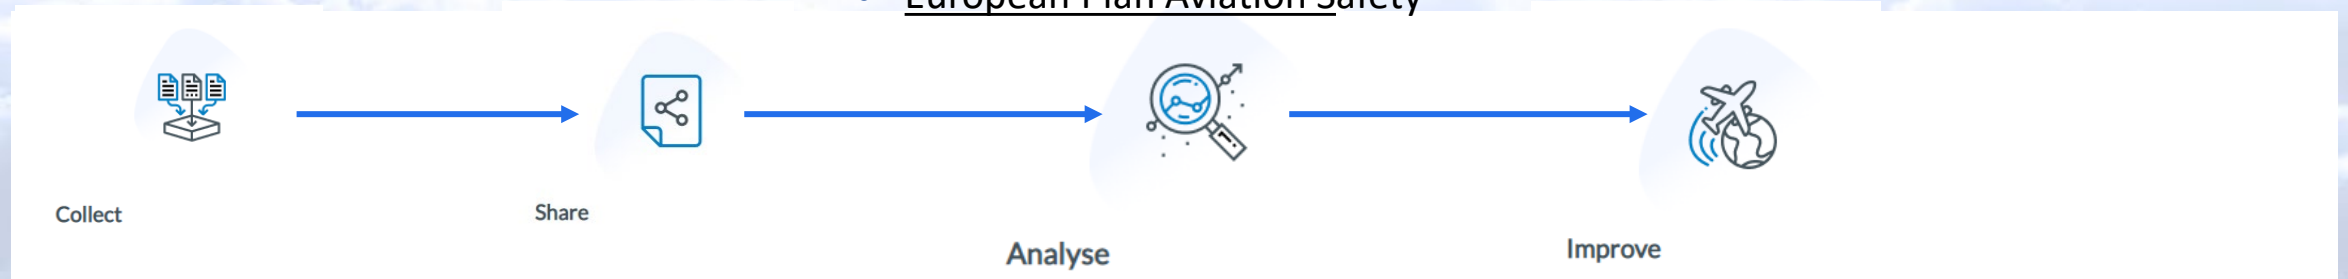 • European Plan Aviation Safety
Collect
Share
Analyse
Improve